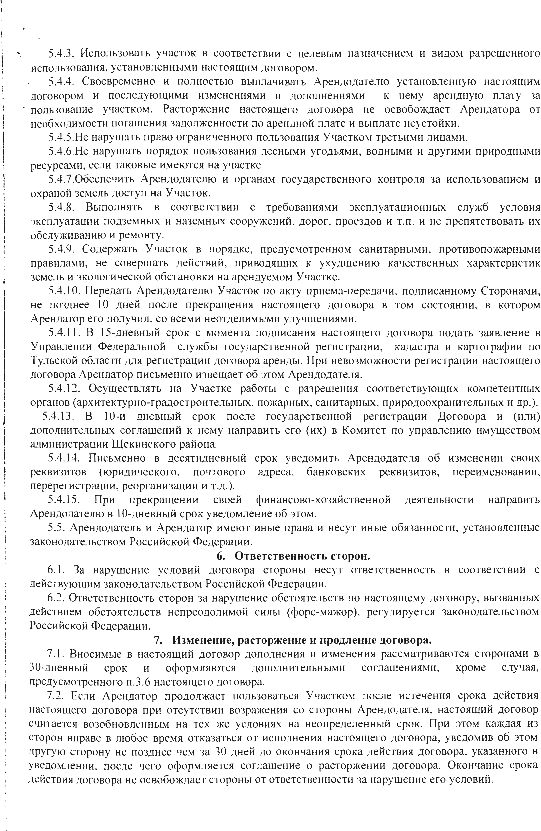 5.4.3. Использовать участок в соответствии с целевым назначением и видом разрешенного
использования, установленными настоящим договором.
5.4.4. Своевременно и полностью выплачивать Арендодателю установленную настоящим
договором и последующими изменениями и дополнениями к нему арендную плату за
пользование участком. Расторжение настоящего договора не освобождает Арендатора от
необходимости погашения задолженности по арендной плате и выплате неустойки.
5.4.5.Не нарушать право ограниченного пользования Участком третьими лицами.
5.4.6.Не нарушать порядок пользования лесными угодьями, водными и другими природными
ресурсами, если таковые имеются на участке
5.4.7.Обеспечить Арендодателю и органам государственного контроля за использованием и
охраной земель доступ на Участок.
5.4.8. Выполнять в соответствии с требованиями эксплуатационных служб условия
эксплуатации подземных и наземных сооружений, дорог, проездов и т.п. и не препятствовать их
обслуживанию и ремонту.
5.4.9. Содержать Участок в порядке, предусмотренном санитарными, противопожарными
правилами, не совершать действий, приводящих к ухудшению качественных характеристик
земель и экологической обстановки на арендуемом Участке.
5.4.10. Передать Арендодателю Участок по акту приема-передачи, подписанному Сторонами,
не позднее 10 дней после прекращения настоящего договора в том состоянии, в котором
Арендатор его получил, со всеми неотделимыми улучшениями.
5.4.11. В 15-дневный срок с момента подписания настоящего договора подать заявление в
Управлении Федеральной службы государственной регистрации, кадастра и картографии по
Тульской области для регистрации договора аренды. При невозможности регистрации настоящего
договора Арендатор письменно извещает об этом Арендодателя.
5.4.12. Осуществлять на Участке работы с разрешения соответствующих компетентных
органов (архитектурно-градостроительных, пожарных, санитарных, природоохранительных и др.).
5.4.13. В 10-и дневный срок после государственной регистрации Договора и (или)
дополнительных соглашений к нему направить его (их) в Комитет по управлению имуществом
администрации Щекинского района.
5.4.14. Письменно в десятидневный срок уведомить Арендодателя об изменении своих
реквизитов (юридического, почтового адреса, банковских реквизитов, переименовании,
перерегистрации, реорганизации и т.д.).
5.4.15. При прекращении своей финансово-хозяйственной деятельности направить
Арендодателю в 10-дневный срок уведомление об этом.
5.5. Арендодатель и Арендатор имеют иные права и несут иные обязанности, установленные
законодательством Российской Федерации.
6. Ответственность сторон.
6.1. За нарушение условий договора стороны несут ответственность в соответствии с
действующим законодательством Российской Федерации.
6.2. Ответственность сторон за нарушение обстоятельств по настоящему договору, вызванных
действием обстоятельств непреодолимой силы (форс-мажор), регулируется законодательством
Российской Федерации.
7. Изменение, расторжение и продление договора.
7.1. Вносимые в настоящий договор дополнения и изменения рассматриваются сторонами в
30-дневный срок и оформляются дополнительными соглашениями, кроме случая,
предусмотренного п.3.6 настоящего договора.
7.2. Если Арендатор продолжает пользоваться Участком после истечения срока действия
настоящего договора при отсутствии возражения со стороны Арендодателя, настоящий договор
считается возобновленным на тех же условиях на неопределенный срок. При этом каждая из
сторон вправе в любое время отказаться от исполнения настоящего договора, уведомив об этом
другую сторону не позднее чем за 30 дней до окончания срока действия договора, указанного в
уведомлении, после чего оформляется соглашение о расторжении договора. Окончание срока
действия договора не освобождает стороны от ответственности за нарушение его условий.